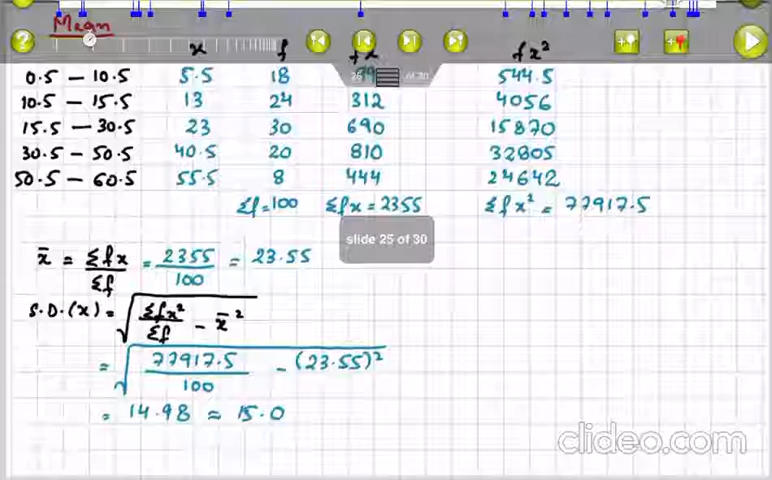 Mean
x f fx fx²
0.5 – 10.5 5.5 18 99 544.5
10.5 – 15.5 13 24 312 4056
15.5 – 30.5 23 30 690 15870
30.5 – 50.5 40.5 20 810 32805
50.5 – 60.5 55.5 8 444 24642
Σf=100 Σfx = 2355 Σfx² = 77917.5
slide 25 of 30
x̄ = Σfx/Σf = 2355/100 = 23.55
S.D.(x) = √(Σfx²/Σf – x̄²)
= √(77917.5/100 – (23.55)²)
= 14.98 ≈ 15.0
clideo.com